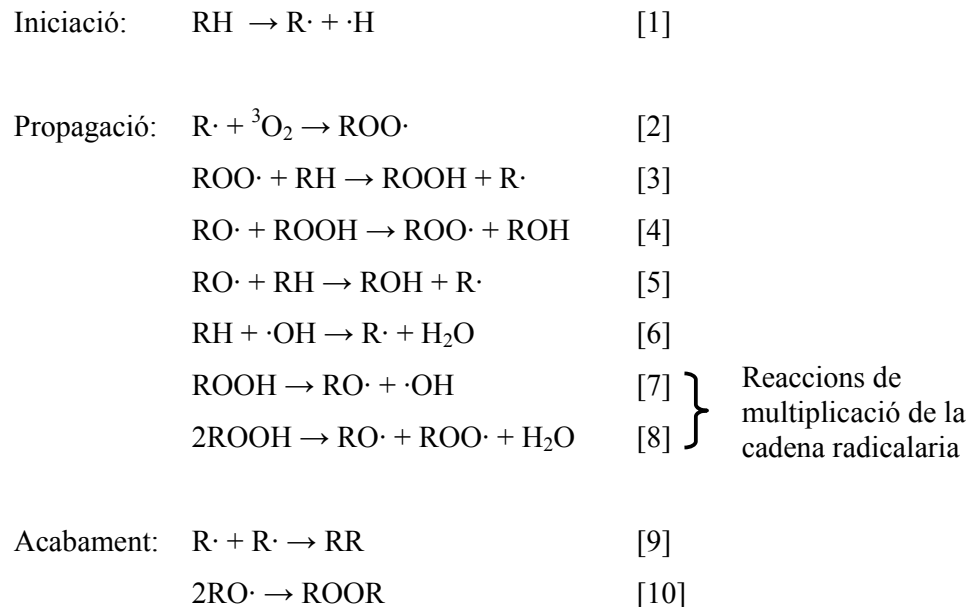 Iniciació: RH → R· + ·H [1]
Propagació: R· + ³O₂ → ROO· [2]
ROO· + RH → ROOH + R· [3]
RO· + ROOH → ROO· + ROH [4]
RO· + RH → ROH + R· [5]
RH + ·OH → R· + H₂O [6]
ROOH → RO· + ·OH [7]
2ROOH → RO· + ROO· + H₂O [8]
Reaccions de
multiplicació de la
cadena radicalaria
Acabament: R· + R· → RR [9]
2RO· → ROOR [10]